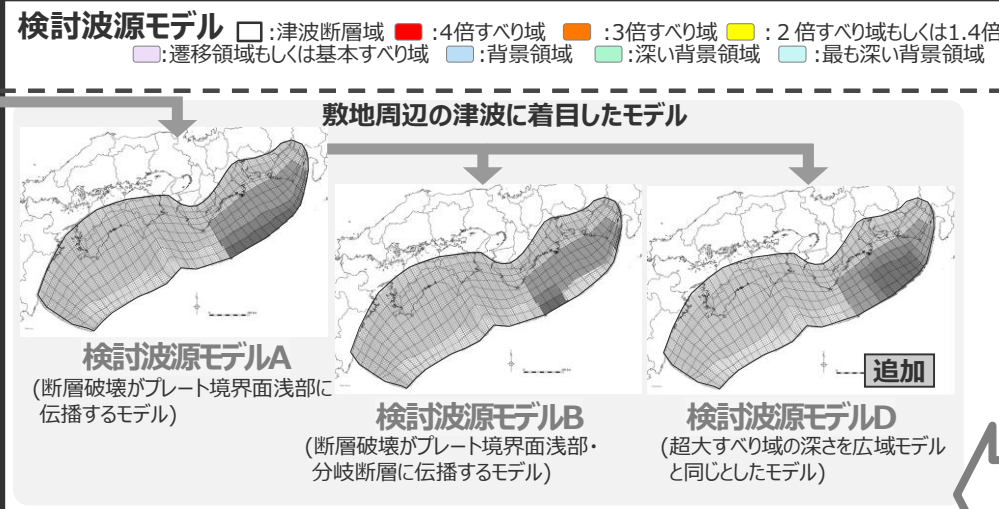 検討波源モデル □:津波断層域 :4倍すべり域 :3倍すべり域 :２倍すべり域もしくは1.4倍
:遷移領域もしくは基本すべり域 :背景領域 :深い背景領域 :最も深い背景領域
敷地周辺の津波に着目したモデル
検討波源モデルA
(断層破壊がプレート境界面浅部に
伝播するモデル)
検討波源モデルB
(断層破壊がプレート境界面浅部・
分岐断層に伝播するモデル)
追加
検討波源モデルD
(超大すべり域の深さを広域モデル
と同じとしたモデル)